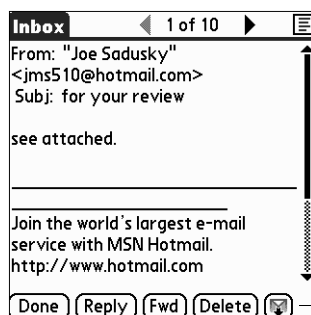 Inbox 1 of 10
From: "Joe Sadusky"
<jms510@hotmail.com>
Subj: for your review
see attached.
Join the world's largest e-mail
service with MSN Hotmail.
http://www.hotmail.com
Done Reply Fwd Delete